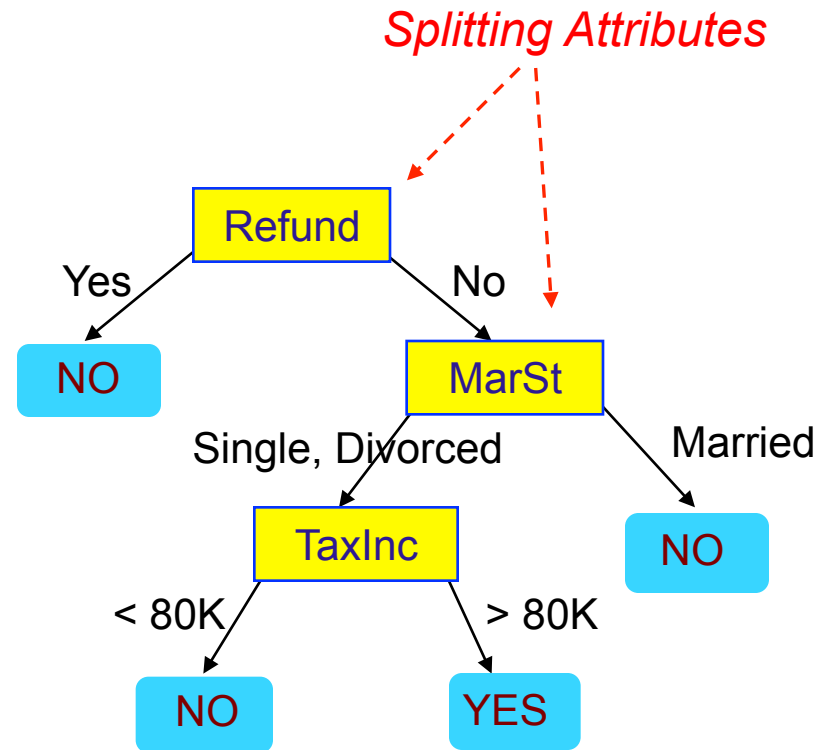 Splitting Attributes
Refund
Yes
No
NO
MarSt
Single, Divorced
Married
TaxInc
NO
< 80K
> 80K
NO
YES